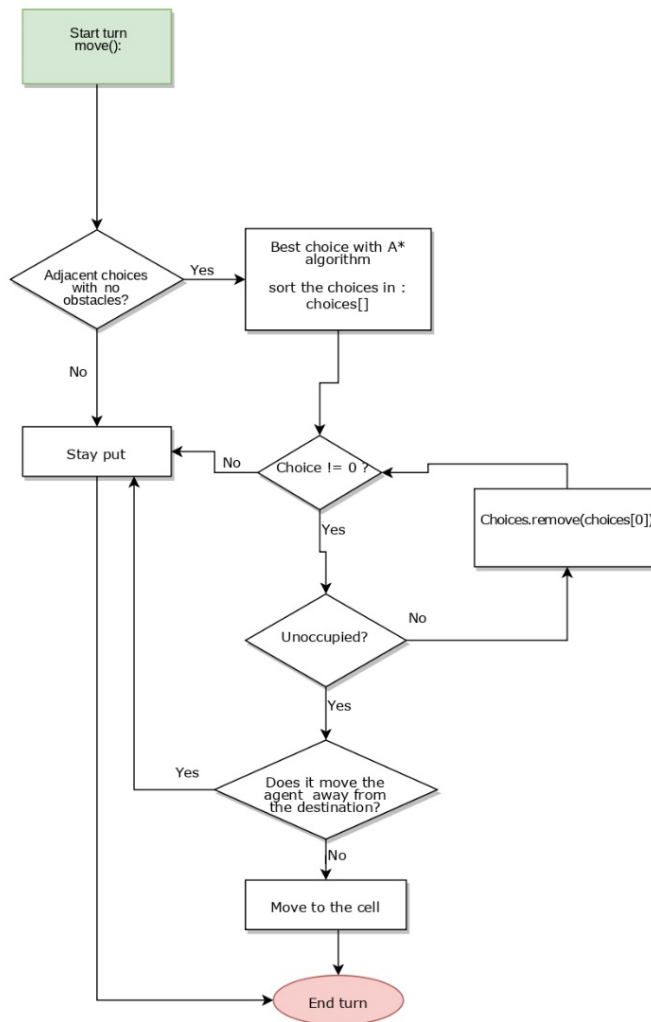 Start turn
move():
Adjacent choices
with no
obstacles?
Yes
Best choice with A*
algorithm
sort the choices in :
choices[]
No
Stay put
No
Choice != 0 ?
Choices.remove(choices[0])
Yes
Unoccupied?
No
Yes
Yes
Does it move the
agent away from
the destination?
No
Move to the cell
End turn